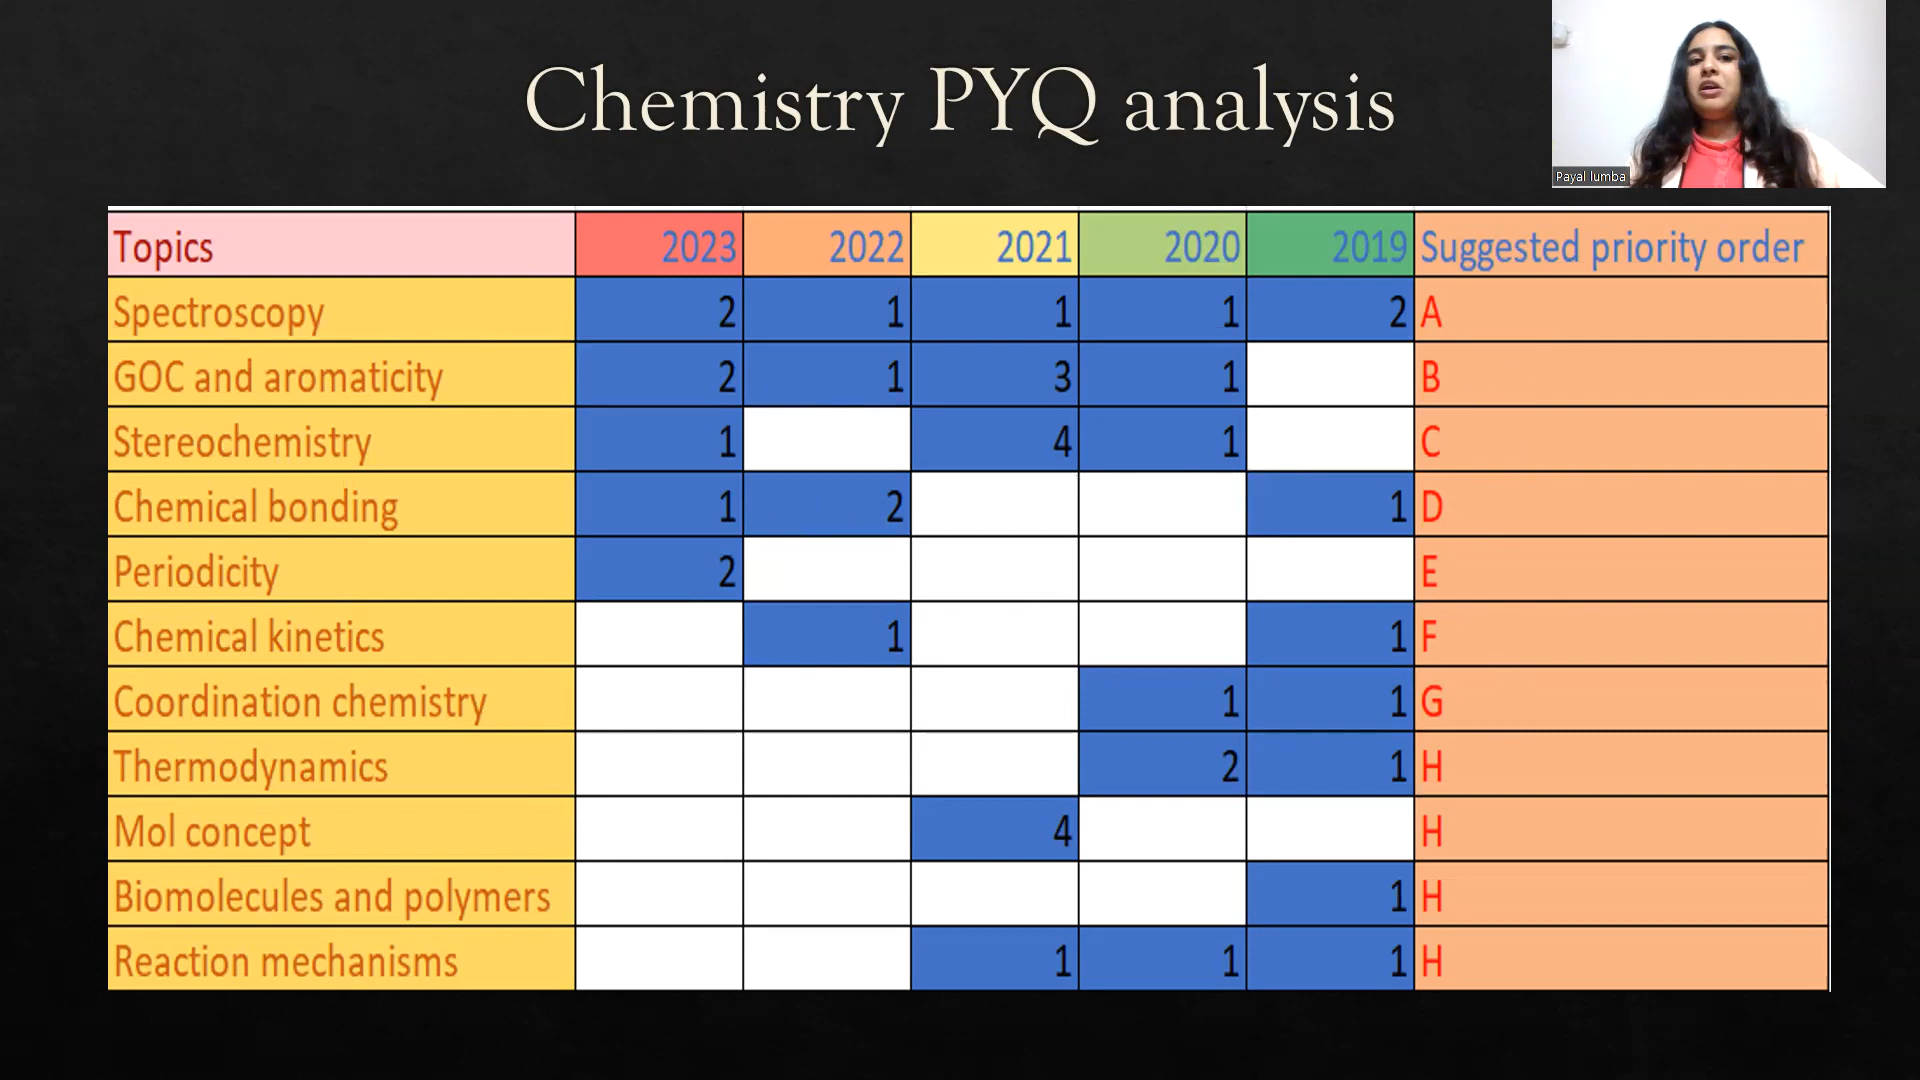 Chemistry PYQ analysis
Payal lumba
Topics 2023 2022 2021 2020 2019 Suggested priority order
Spectroscopy 2 1 1 1 2 A
GOC and aromaticity 2 1 3 1 B
Stereochemistry 1 4 1 C
Chemical bonding 1 2 1 D
Periodicity 2 E
Chemical kinetics 1 1 F
Coordination chemistry 1 1 G
Thermodynamics 2 1 H
Mol concept 4 H
Biomolecules and polymers 1 H
Reaction mechanisms 1 1 1 H